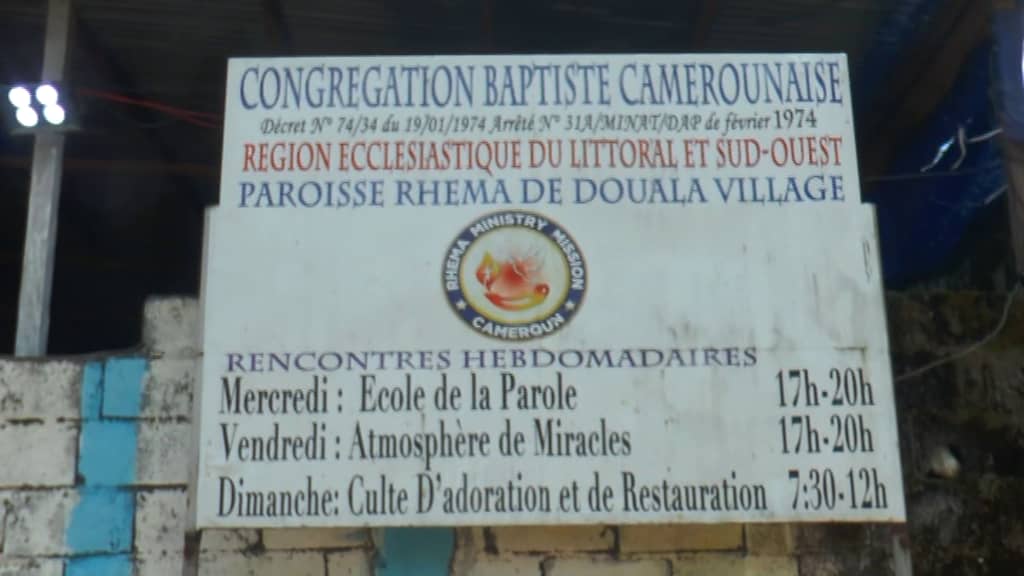 CONGREGATION BAPTISTE CAMEROUNAISE
Décret N° 74/34 du 19/01/1974 Arrêté N° 31A/MINAT/DAP de février 1974
REGION ECCLESIASTIQUE DU LITTORAL ET SUD-OUEST
PAROISSE RHEMA DE DOUALA VILLAGE
RHEMA MINISTRY MISSION
CAMEROUN
RENCONTRES HEBDOMADAIRES
Mercredi : Ecole de la Parole 17h-20h
Vendredi : Atmosphère de Miracles 17h-20h
Dimanche: Culte D'adoration et de Restauration 7:30-12h